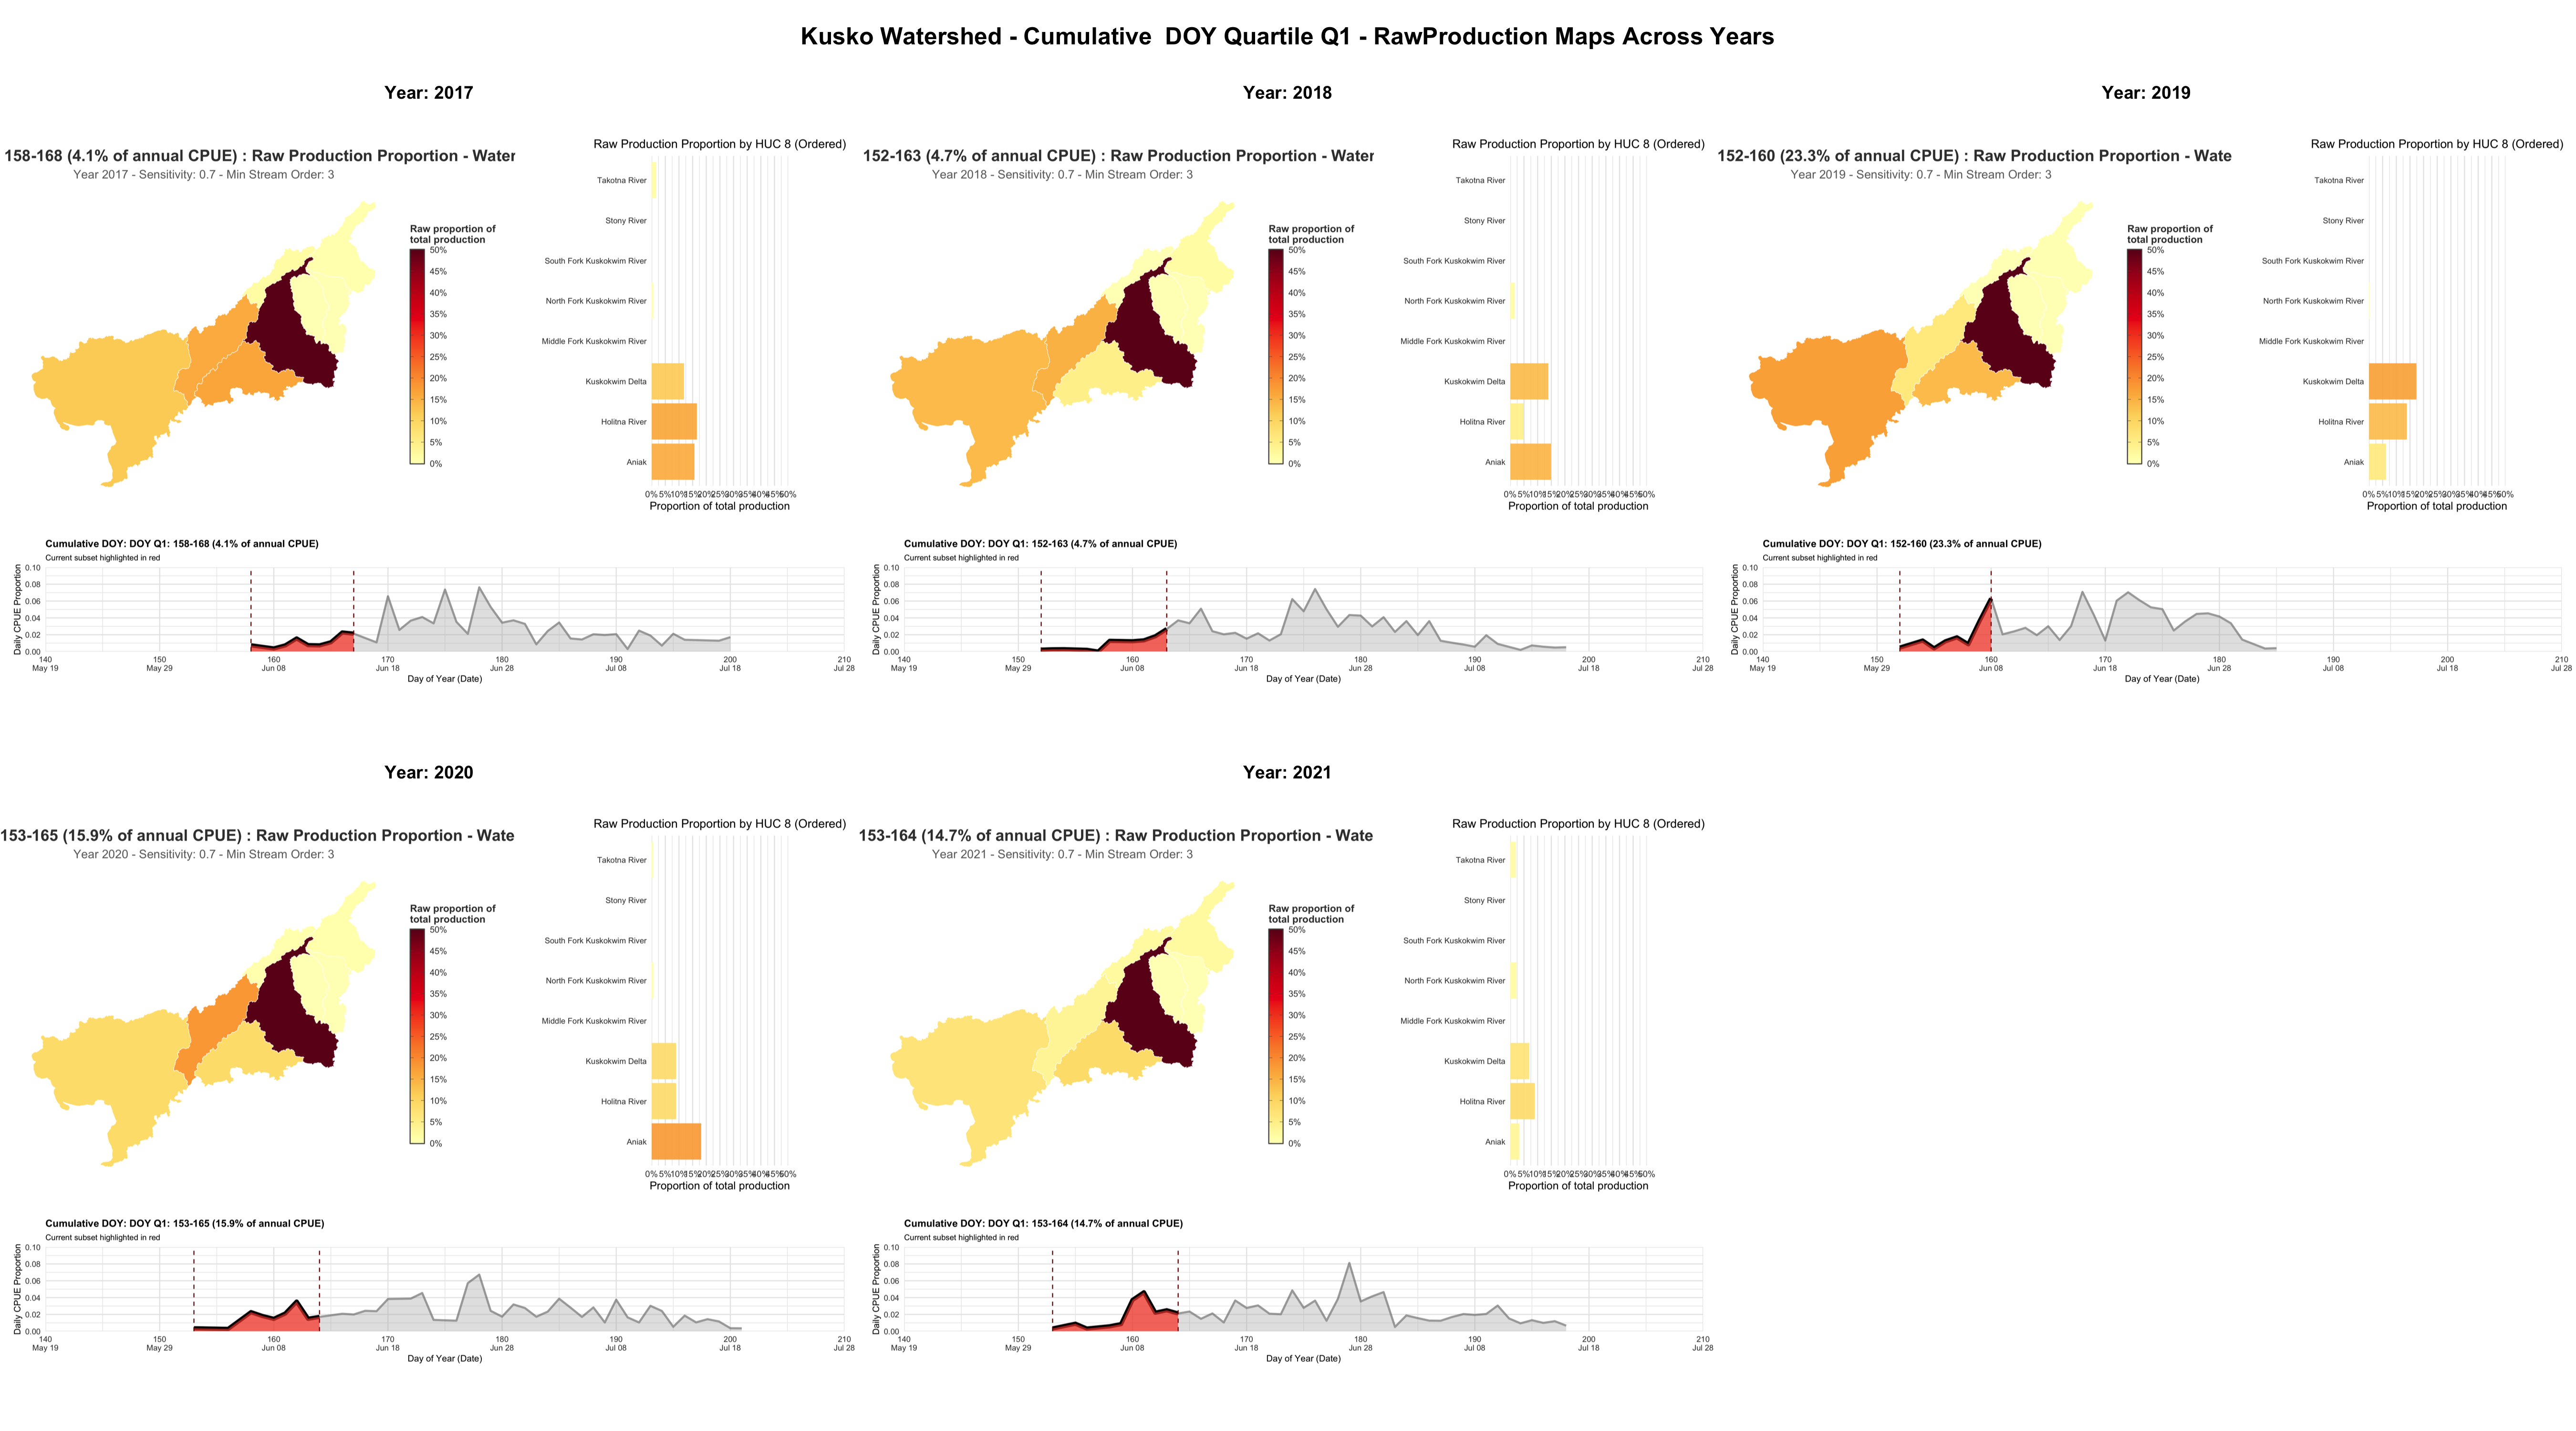 Kusko Watershed - Cumulative  DOY Quartile Q1 - RawProduction Maps Across Years
Year: 2017
158-168 (4.1% of annual CPUE) : Raw Production Proportion - Water
Year 2017 - Sensitivity: 0.7 - Min Stream Order: 3
Raw proportion of
total production
50%
45%
40%
35%
30%
25%
20%
15%
10%
5%
0%
Raw Production Proportion by HUC 8 (Ordered)
Takotna River
Stony River
South Fork Kuskokwim River
North Fork Kuskokwim River
Middle Fork Kuskokwim River
Kuskokwim Delta
Holitna River
Aniak
0% 5% 10% 15% 20% 25% 30% 35% 40% 45% 50%
Proportion of total production
Cumulative DOY: DOY Q1: 158-168 (4.1% of annual CPUE)
Current subset highlighted in red
Daily CPUE Proportion
0.10
0.08
0.06
0.04
0.02
0.00
140 150 160 170 180 190 200 210
May 19 May 29 Jun 08 Jun 18 Jun 28 Jul 08 Jul 18 Jul 28
Day of Year (Date)
Year: 2018
152-163 (4.7% of annual CPUE) : Raw Production Proportion - Water
Year 2018 - Sensitivity: 0.7 - Min Stream Order: 3
Raw proportion of
total production
50%
45%
40%
35%
30%
25%
20%
15%
10%
5%
0%
Raw Production Proportion by HUC 8 (Ordered)
Takotna River
Stony River
South Fork Kuskokwim River
North Fork Kuskokwim River
Middle Fork Kuskokwim River
Kuskokwim Delta
Holitna River
Aniak
0% 5% 10% 15% 20% 25% 30% 35% 40% 45% 50%
Proportion of total production
Cumulative DOY: DOY Q1: 152-163 (4.7% of annual CPUE)
Current subset highlighted in red
Daily CPUE Proportion
0.10
0.08
0.06
0.04
0.02
0.00
140 150 160 170 180 190 200 210
May 19 May 29 Jun 08 Jun 18 Jun 28 Jul 08 Jul 18 Jul 28
Day of Year (Date)
Year: 2019
152-160 (23.3% of annual CPUE) : Raw Production Proportion - Wate
Year 2019 - Sensitivity: 0.7 - Min Stream Order: 3
Raw proportion of
total production
50%
45%
40%
35%
30%
25%
20%
15%
10%
5%
0%
Raw Production Proportion by HUC 8 (Ordered)
Takotna River
Stony River
South Fork Kuskokwim River
North Fork Kuskokwim River
Middle Fork Kuskokwim River
Kuskokwim Delta
Holitna River
Aniak
0% 5% 10% 15% 20% 25% 30% 35% 40% 45% 50%
Proportion of total production
Cumulative DOY: DOY Q1: 152-160 (23.3% of annual CPUE)
Current subset highlighted in red
Daily CPUE Proportion
0.10
0.08
0.06
0.04
0.02
0.00
140 150 160 170 180 190 200 210
May 19 May 29 Jun 08 Jun 18 Jun 28 Jul 08 Jul 18 Jul 28
Day of Year (Date)
Year: 2020
153-165 (15.9% of annual CPUE) : Raw Production Proportion - Wate
Year 2020 - Sensitivity: 0.7 - Min Stream Order: 3
Raw proportion of
total production
50%
45%
40%
35%
30%
25%
20%
15%
10%
5%
0%
Raw Production Proportion by HUC 8 (Ordered)
Takotna River
Stony River
South Fork Kuskokwim River
North Fork Kuskokwim River
Middle Fork Kuskokwim River
Kuskokwim Delta
Holitna River
Aniak
0% 5% 10% 15% 20% 25% 30% 35% 40% 45% 50%
Proportion of total production
Cumulative DOY: DOY Q1: 153-165 (15.9% of annual CPUE)
Current subset highlighted in red
Daily CPUE Proportion
0.10
0.08
0.06
0.04
0.02
0.00
140 150 160 170 180 190 200 210
May 19 May 29 Jun 08 Jun 18 Jun 28 Jul 08 Jul 18 Jul 28
Day of Year (Date)
Year: 2021
153-164 (14.7% of annual CPUE) : Raw Production Proportion - Wate
Year 2021 - Sensitivity: 0.7 - Min Stream Order: 3
Raw proportion of
total production
50%
45%
40%
35%
30%
25%
20%
15%
10%
5%
0%
Raw Production Proportion by HUC 8 (Ordered)
Takotna River
Stony River
South Fork Kuskokwim River
North Fork Kuskokwim River
Middle Fork Kuskokwim River
Kuskokwim Delta
Holitna River
Aniak
0% 5% 10% 15% 20% 25% 30% 35% 40% 45% 50%
Proportion of total production
Cumulative DOY: DOY Q1: 153-164 (14.7% of annual CPUE)
Current subset highlighted in red
Daily CPUE Proportion
0.10
0.08
0.06
0.04
0.02
0.00
140 150 160 170 180 190 200 210
May 19 May 29 Jun 08 Jun 18 Jun 28 Jul 08 Jul 18 Jul 28
Day of Year (Date)